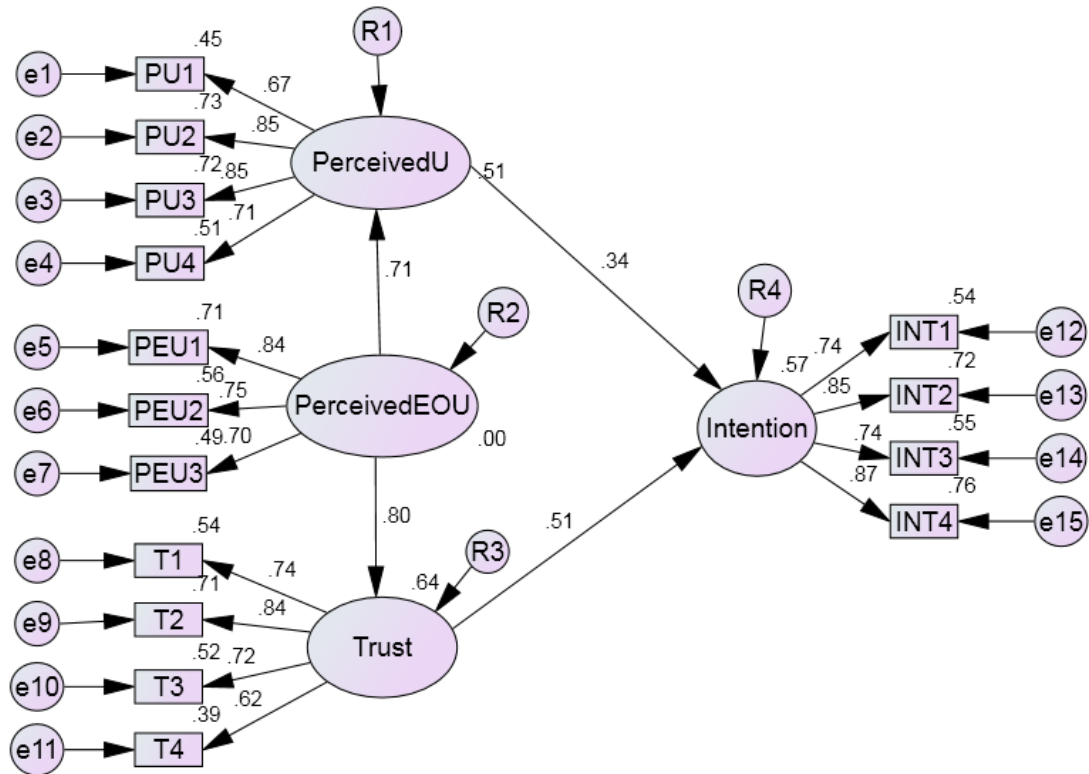 R1
.45
e1
PU1
.67
.73
e2
PU2
.85
PerceivedU
.51
.72
.85
e3
PU3
.71
.51
e4
PU4
.71
.34
R4
.71
R2
e5
PEU1
.84
.56
.75
e6
PEU2
PerceivedEOU
.49
.70
.00
e7
PEU3
.54
INT1
e12
.74
.57
.72
.85
INT2
e13
Intention
.55
.74
INT3
e14
.87
.76
INT4
e15
.80
.51
.54
R3
e8
T1
.74
.64
.71
.84
e9
T2
Trust
.52
.72
e10
T3
.62
.39
e11
T4